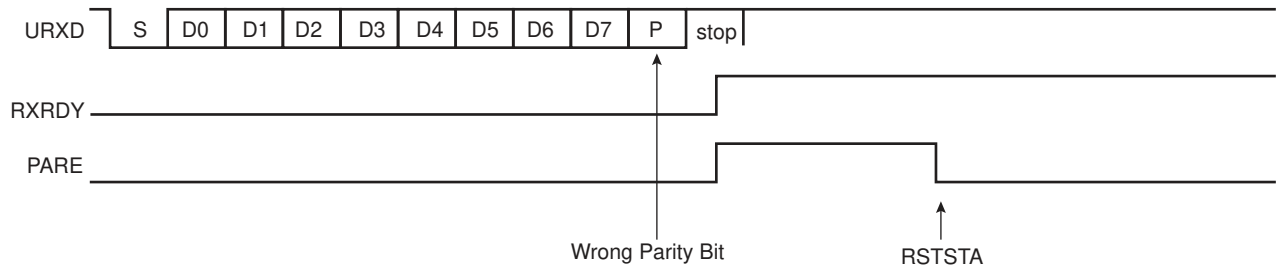 URXD S D0 D1 D2 D3 D4 D5 D6 D7 P stop
RXRDY
PARE
Wrong Parity Bit RSTSTA